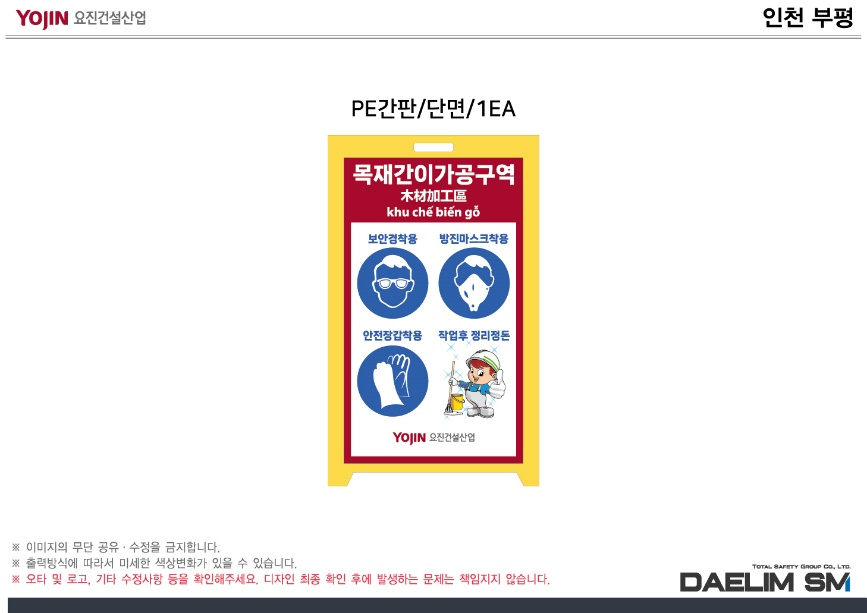 YOJIN 요진건설산업
인천 부평
PE간판/단면/1EA
목재간이가공구역
木材加工區
khu chế biến gỗ
보안경착용 방진마스크착용
안전장갑착용 작업후 정리정돈
YOJIN 요진건설산업
※ 이미지의 무단 공유 · 수정을 금지합니다.
※ 출력방식에 따라서 미세한 색상변화가 있을 수 있습니다.
※ 오타 및 로고, 기타 수정사항 등을 확인해주세요. 디자인 최종 확인 후에 발생하는 문제는 책임지지 않습니다.
Total Safety Group Co., Ltd.
DAELIM SM